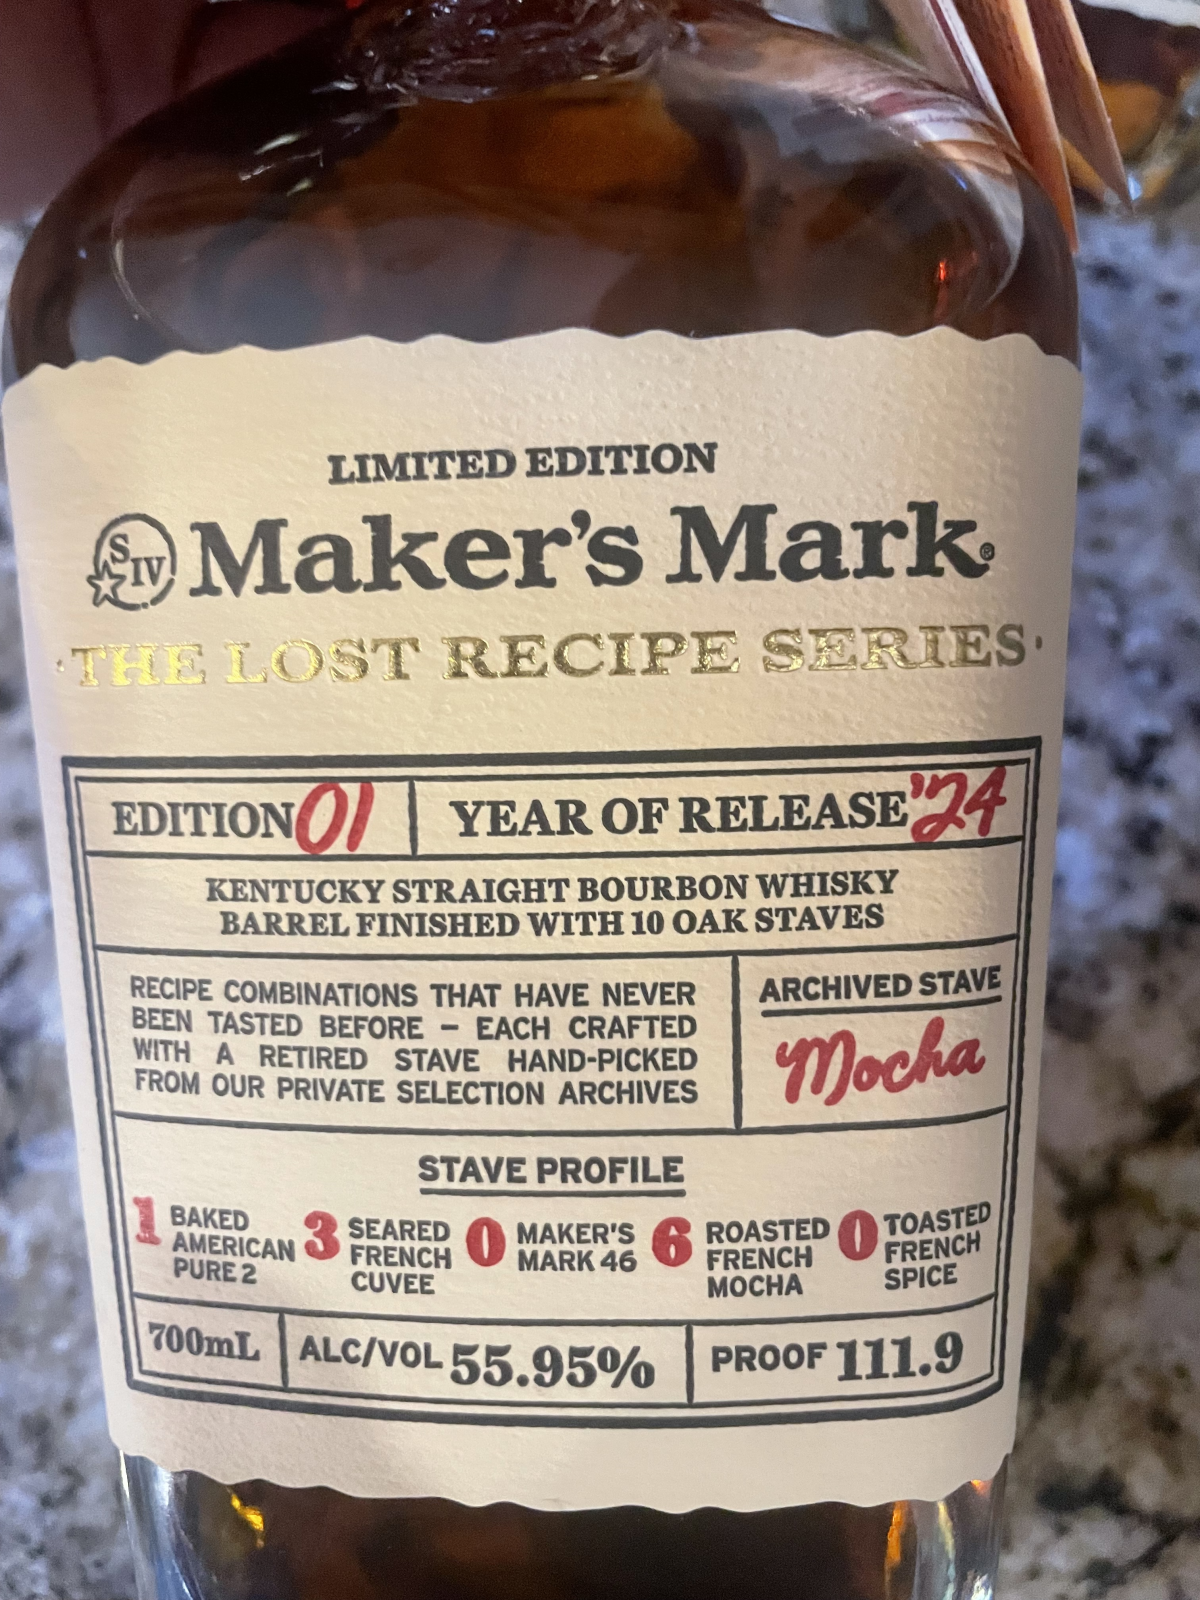 LIMITED EDITION
S IV Maker's Mark®
·THE LOST RECIPE SERIES·
EDITION 01
YEAR OF RELEASE '24
KENTUCKY STRAIGHT BOURBON WHISKY
BARREL FINISHED WITH 10 OAK STAVES
RECIPE COMBINATIONS THAT HAVE NEVER
BEEN TASTED BEFORE – EACH CRAFTED
WITH A RETIRED STAVE HAND-PICKED
FROM OUR PRIVATE SELECTION ARCHIVES
ARCHIVED STAVE
Mocha
STAVE PROFILE
1 BAKED
AMERICAN
PURE 2
3 SEARED
FRENCH
CUVEE
0 MAKER'S
MARK 46
6 ROASTED
FRENCH
MOCHA
0 TOASTED
FRENCH
SPICE
700mL
ALC/VOL 55.95%
PROOF 111.9